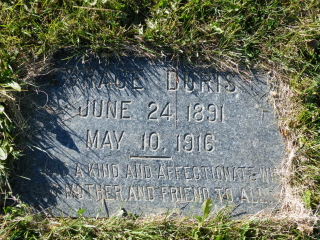 DORIS
JUNE 24 1891
MAY 10, 1916
A KIND AND AFFECTIONATE
MOTHER AND FRIEND TO ALL